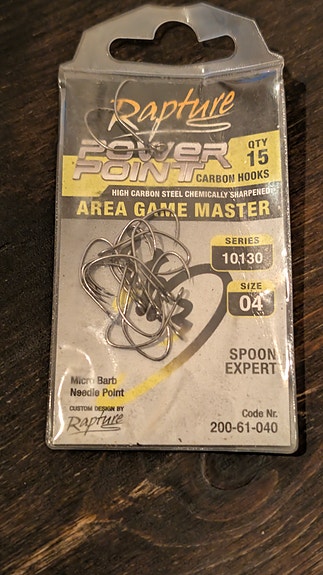 Rapture
POWER
POINT
QTY
15
CARBON HOOKS
HIGH CARBON STEEL CHEMICALLY SHARPENED
AREA GAME MASTER
SERIES
10130
SIZE
04
SPOON
EXPERT
Micro Barb
Needle Point
CUSTOM DESIGN BY
Rapture
Code Nr.
200-61-040